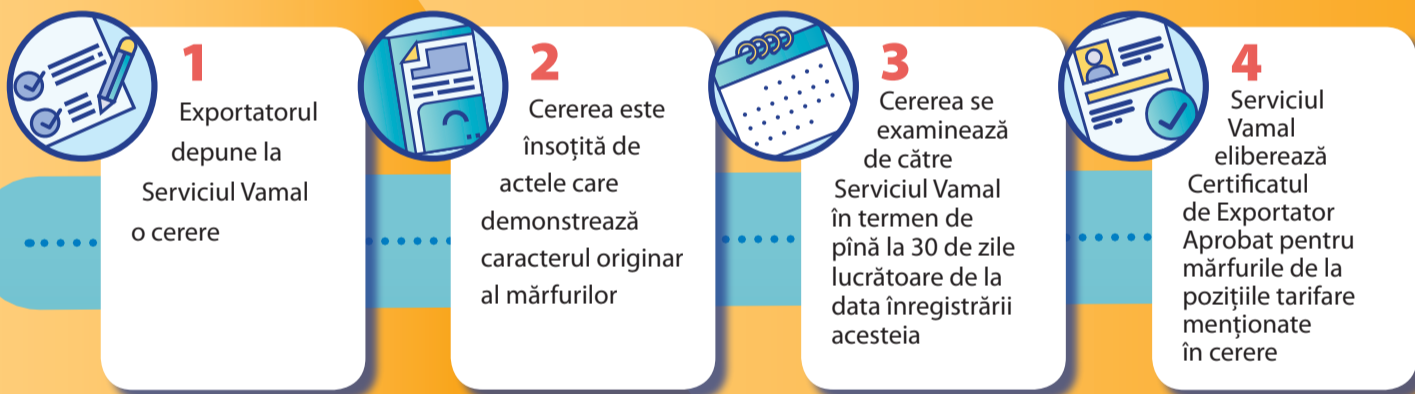 1
Exportatorul
depune la
Serviciul Vamal
o cerere
2
Cererea este
însoțită de
actele care
demonstrează
caracterul originar
al mărfurilor
3
Cererea se
examinează
de către
Serviciul Vamal
în termen de
pînă la 30 de zile
lucrătoare de la
data înregistrării
acesteia
4
Serviciul
Vamal
eliberează
Certificatul
de Exportator
Aprobat pentru
mărfurile de la
pozițiile tarifare
menționate
în cerere